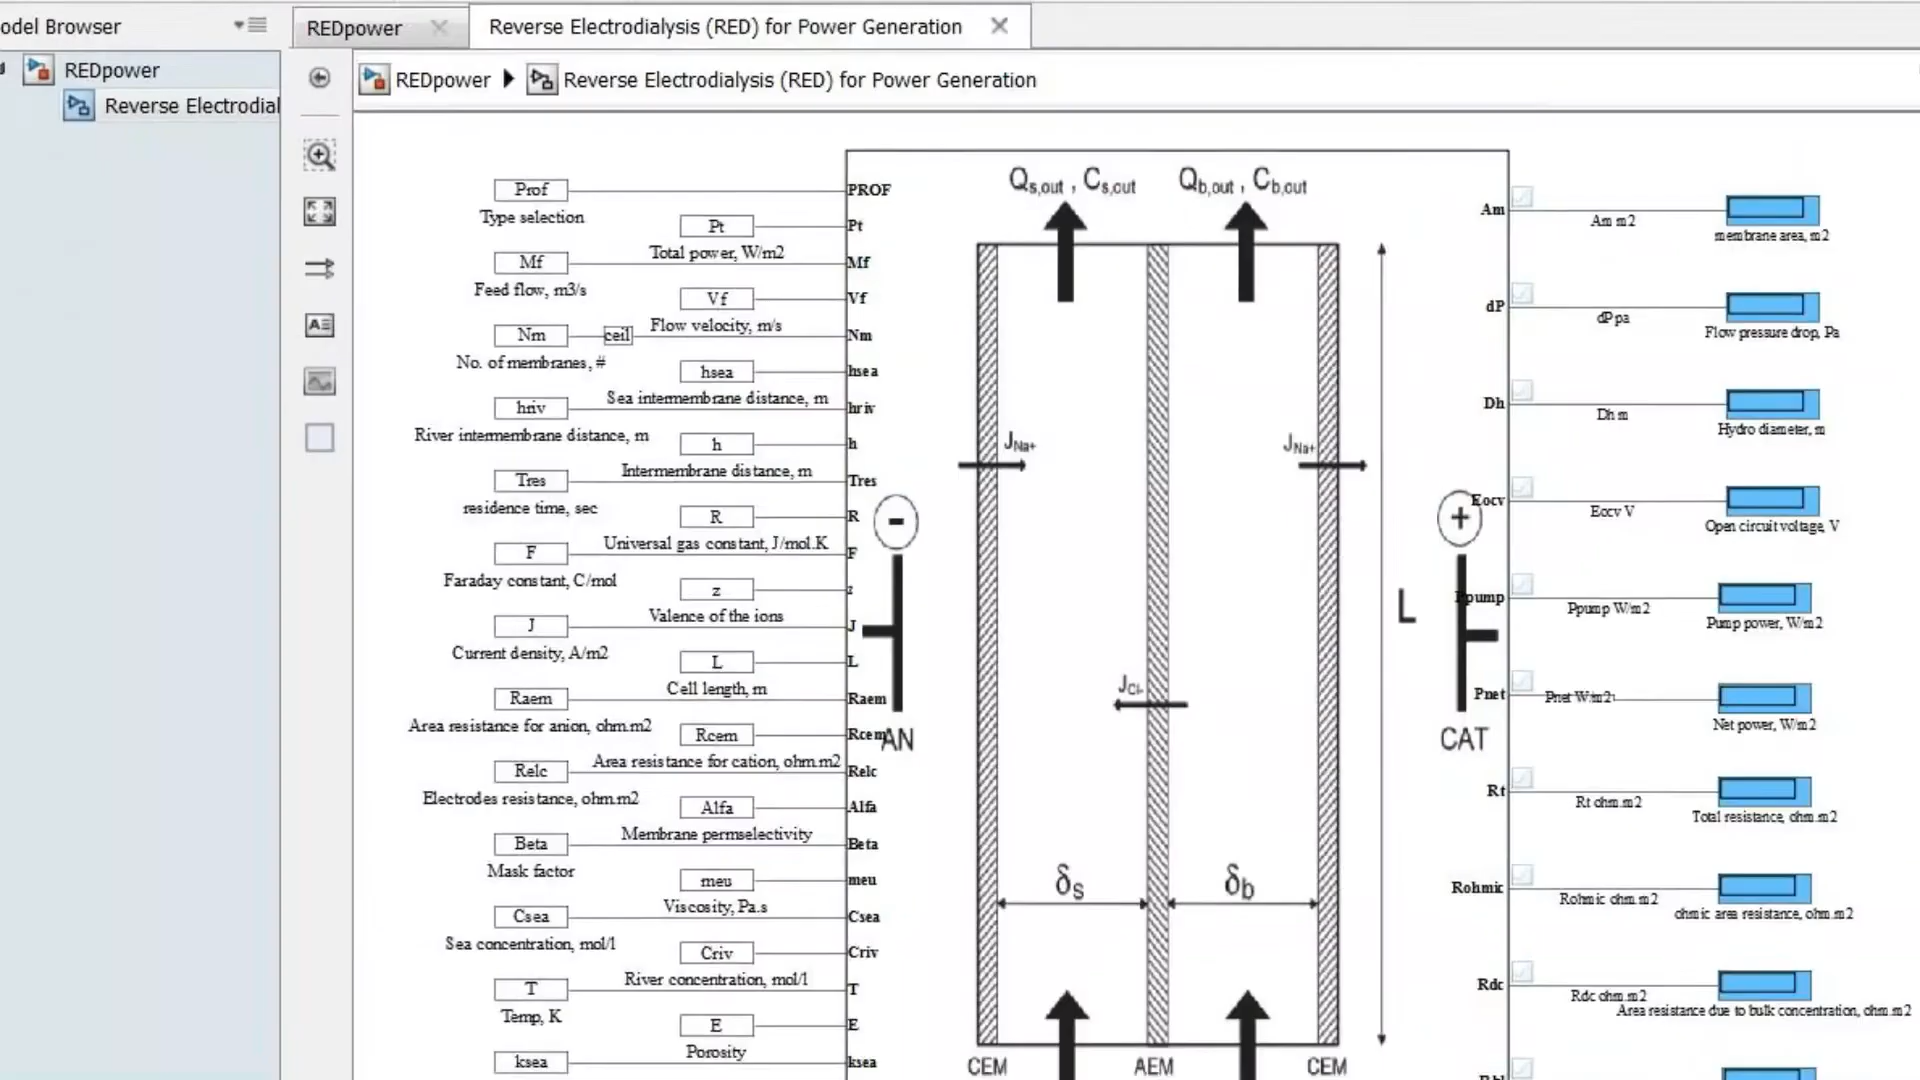 odel Browser
REDpower
Reverse Electrodialysis (RED) for Power Generation
REDpower
Reverse Electrodial
REDpower
Reverse Electrodialysis (RED) for Power Generation
Prof
Type selection
PROF
Pt
Total power, W/m2
Pt
Mf
Feed flow, m3/s
Mf
Vf
Flow velocity, m/s
Vf
Nm
ceil
No. of membranes, #
Nm
hsea
Sea intermembrane distance, m
hsea
hriv
River intermembrane distance, m
hriv
h
Intermembrane distance, m
h
Tres
residence time, sec
Tres
R
Universal gas constant, J/mol.K
R
F
Faraday constant, C/mol
F
z
Valence of the ions
z
J
Current density, A/m2
J
L
Cell length, m
L
Raem
Area resistance for anion, ohm.m2
Raem
Rcem
Area resistance for cation, ohm.m2
Rcem
Relc
Electrodes resistance, ohm.m2
Relc
Alfa
Membrane permselectivity
Alfa
Beta
Mask factor
Beta
meu
Viscosity, Pa.s
meu
Csea
Sea concentration, mol/l
Csea
Criv
River concentration, mol/l
Criv
T
Temp, K
T
E
Porosity
E
ksea
ksea
Qs,out , Cs,out
Qb,out , Cb,out
JNa+
JNa+
-
+
L
JCl-
AN
CAT
δs
δb
CEM
AEM
CEM
Am
Am m2
membrane area, m2
dP
dP pa
Flow pressure drop, Pa
Dh
Dh m
Hydro diameter, m
Eocv
Eocv V
Open circuit voltage, V
Ppump
Ppump W/m2
Pump power, W/m2
Pnet
Pnet W/m2
Net power, W/m2
Rt
Rt ohm.m2
Total resistance, ohm.m2
Rohmic
Rohmic ohm.m2
ohmic area resistance, ohm.m2
Rdc
Rdc ohm.m2
Area resistance due to bulk concentration, ohm.m2